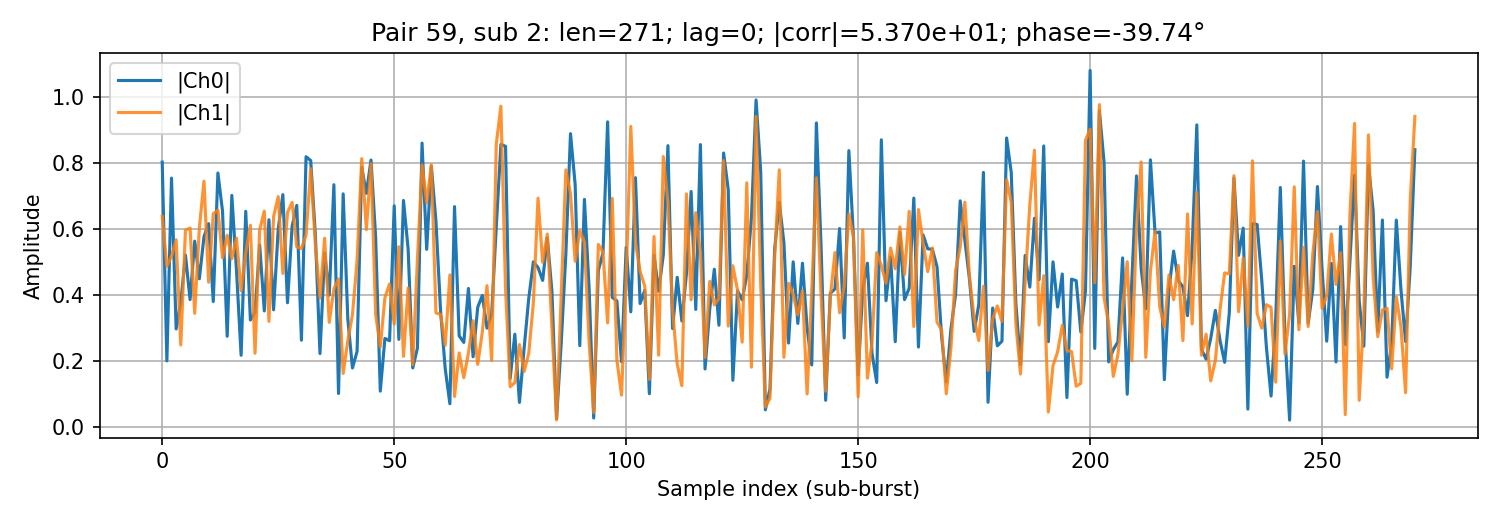 Pair 59, sub 2: len=271; lag=0; |corr|=5.370e+01; phase=-39.74°
|Ch0|
|Ch1|
Amplitude
1.0
0.8
0.6
0.4
0.2
0.0
0 50 100 150 200 250
Sample index (sub-burst)